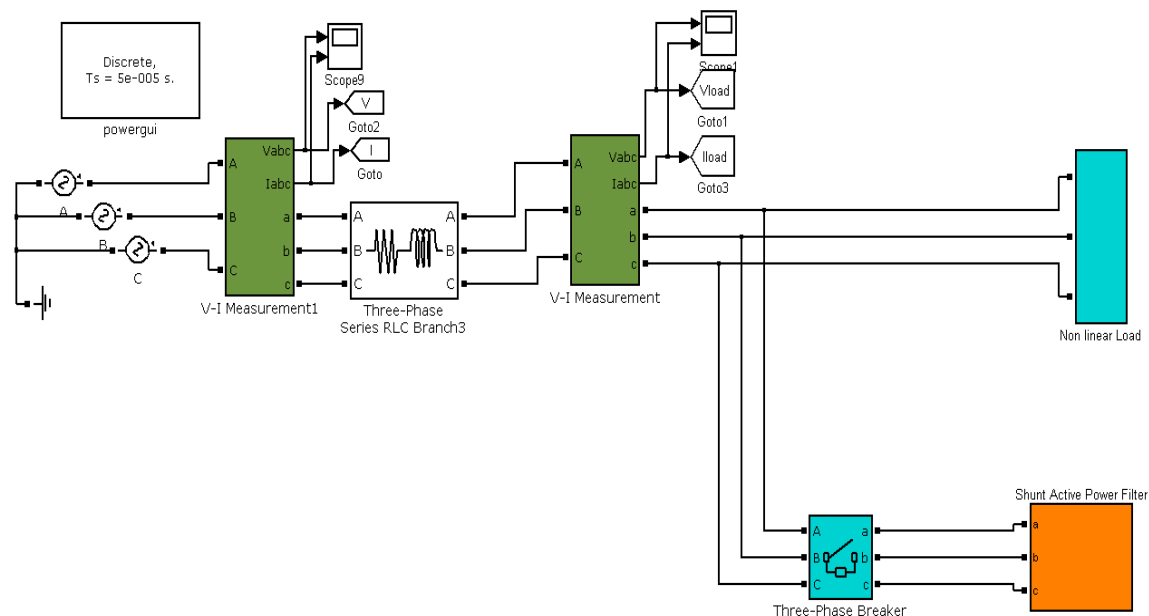 Discrete,
Ts = 5e-005 s.
powergui
Scope9
V
Goto2
I
Goto
Vabc
Iabc
A
B
C
a
b
c
V-I Measurement1
A
B
C
A
B
C
A
B
C
Three-Phase
Series RLC Branch3
Scope1
Vload
Goto1
Iload
Goto3
Vabc
Iabc
A
B
C
a
b
c
V-I Measurement
Non linear Load
Shunt Active Power Filter
a
b
c
A
B
C
a
b
c
Three-Phase Breaker